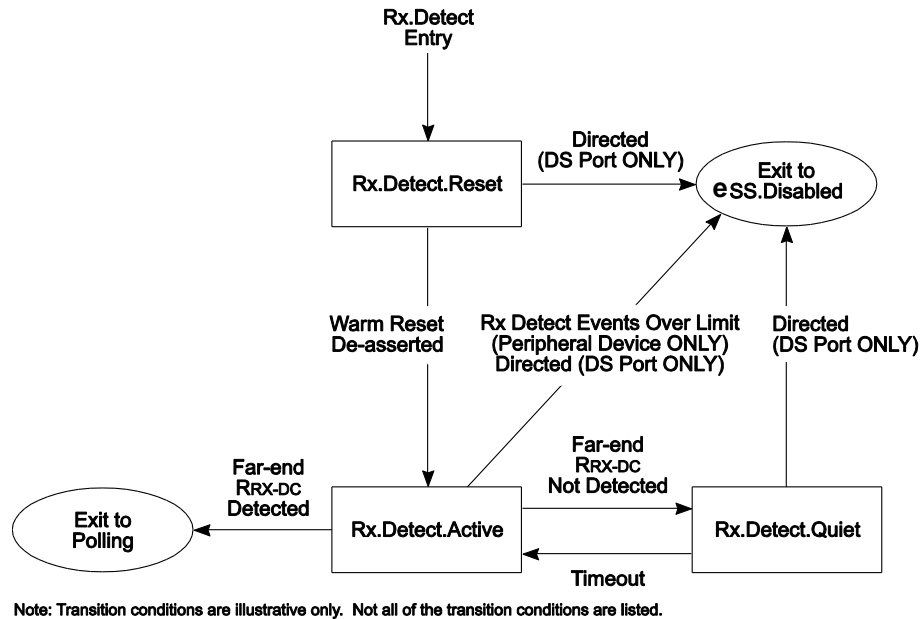 Rx.Detect
Entry
Directed
(DS Port ONLY)
Rx.Detect.Reset
Exit to
eSS.Disabled
Warm Reset
De-asserted
Rx Detect Events Over Limit
(Peripheral Device ONLY)
Directed (DS Port ONLY)
Directed
(DS Port ONLY)
Far-end
RRX-DC
Detected
Far-end
RRX-DC
Not Detected
Exit to
Polling
Rx.Detect.Active
Rx.Detect.Quiet
Timeout
Note: Transition conditions are illustrative only. Not all of the transition conditions are listed.